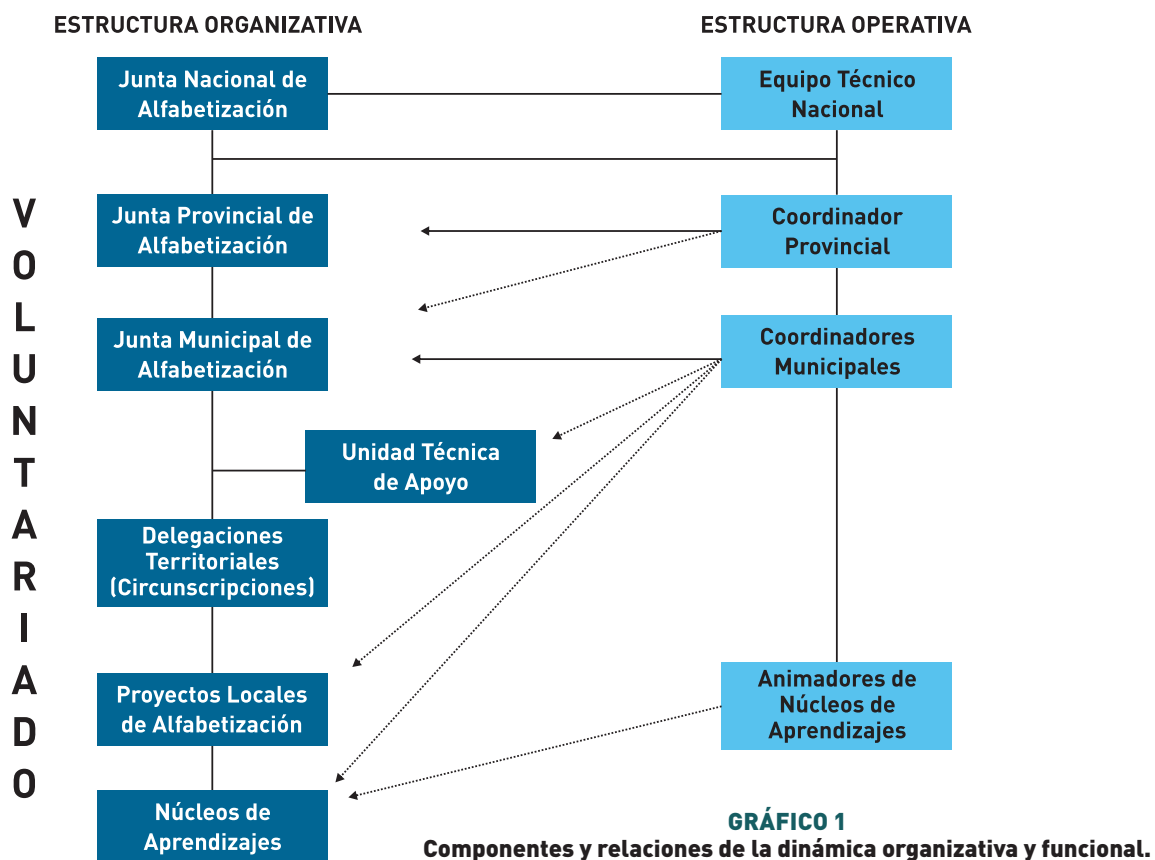 ESTRUCTURA ORGANIZATIVA
ESTRUCTURA OPERATIVA
Junta Nacional de
Alfabetización
Equipo Técnico
Nacional
VOLUNTARIADO
Junta Provincial de
Alfabetización
Coordinador
Provincial
Junta Municipal de
Alfabetización
Coordinadores
Municipales
Unidad Técnica
de Apoyo
Delegaciones
Territoriales
(Circunscripciones)
Proyectos Locales
de Alfabetización
Animadores de
Núcleos de
Aprendizajes
Núcleos de
Aprendizajes
GRÁFICO 1
Componentes y relaciones de la dinámica organizativa y funcional.